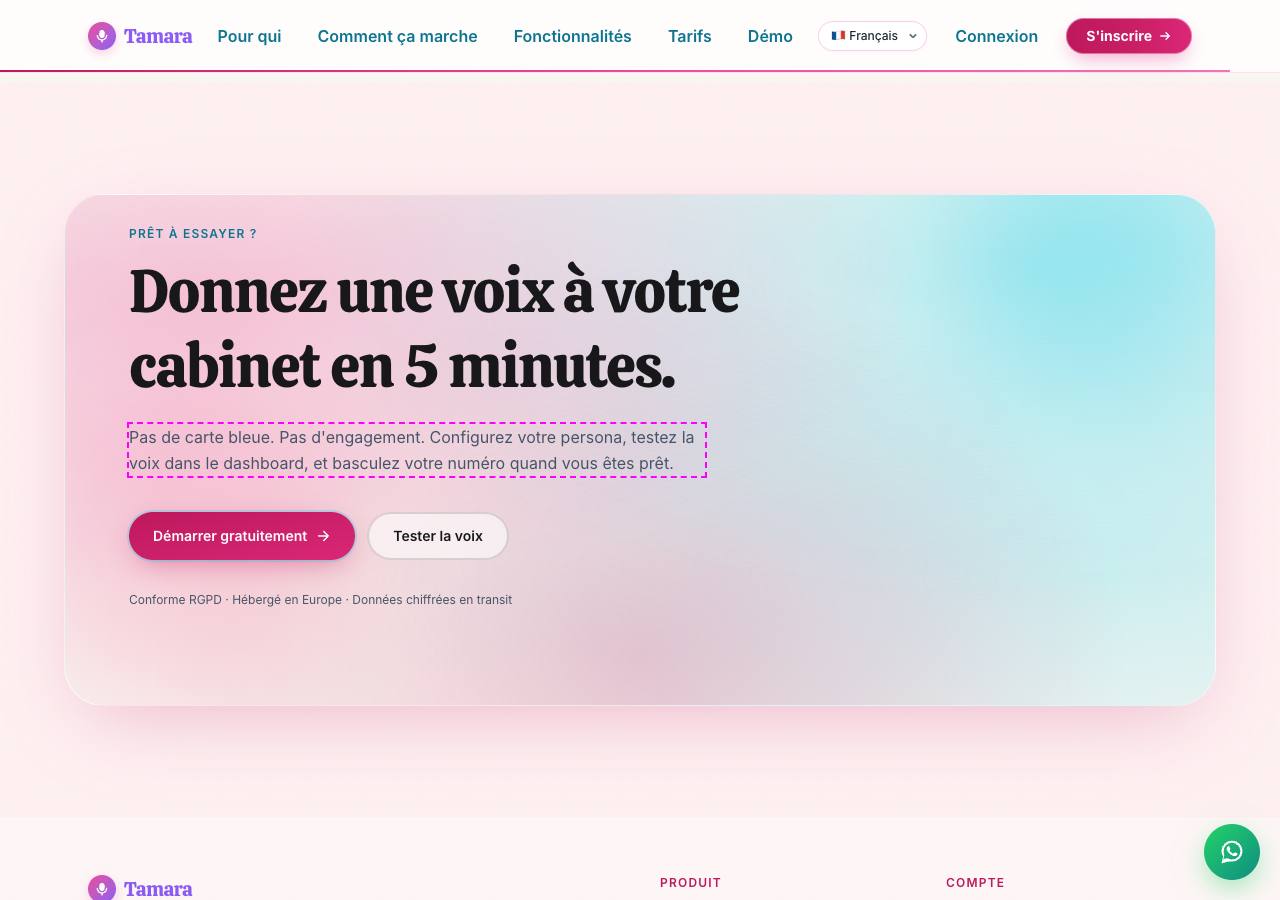 Tamara
Pour qui
Comment ça marche
Fonctionnalités
Tarifs
Démo
Français
Connexion
S'inscrire →
PRÊT À ESSAYER ?
Donnez une voix à votre
cabinet en 5 minutes.
Pas de carte bleue. Pas d'engagement. Configurez votre persona, testez la
voix dans le dashboard, et basculez votre numéro quand vous êtes prêt.
Démarrer gratuitement →
Tester la voix
Conforme RGPD · Hébergé en Europe · Données chiffrées en transit
Tamara
PRODUIT
COMPTE